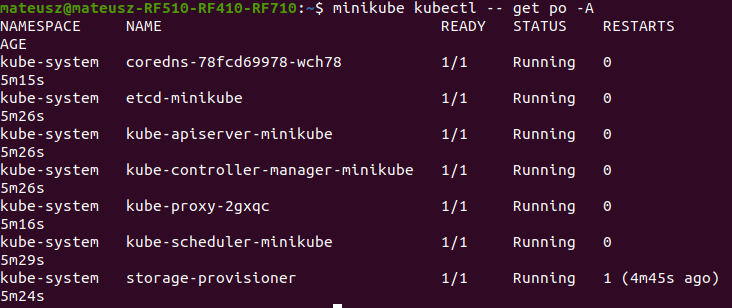 mateusz@mateusz-RF510-RF410-RF710:~$ minikube kubectl -- get po -A
NAMESPACE NAME READY STATUS RESTARTS
AGE
kube-system coredns-78fcd69978-wch78 1/1 Running 0
5m15s
kube-system etcd-minikube 1/1 Running 0
5m26s
kube-system kube-apiserver-minikube 1/1 Running 0
5m26s
kube-system kube-controller-manager-minikube 1/1 Running 0
5m26s
kube-system kube-proxy-2gxqc 1/1 Running 0
5m16s
kube-system kube-scheduler-minikube 1/1 Running 0
5m29s
kube-system storage-provisioner 1/1 Running 1 (4m45s ago)
5m24s